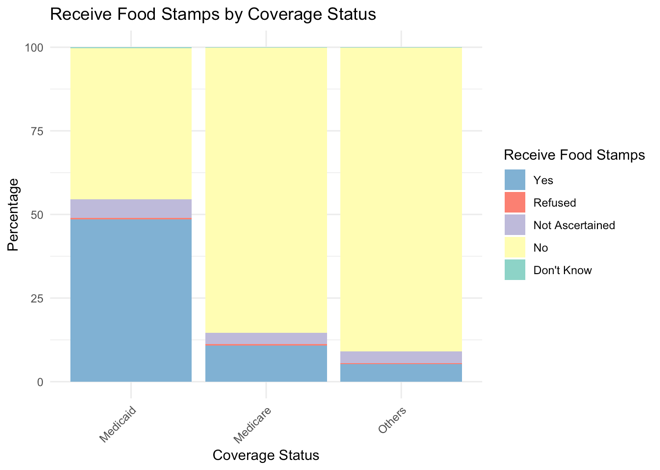 Receive Food Stamps by Coverage Status
Percentage
100
75
50
25
0
Medicaid
Medicare
Others
Coverage Status
Receive Food Stamps
Yes
Refused
Not Ascertained
No
Don't Know